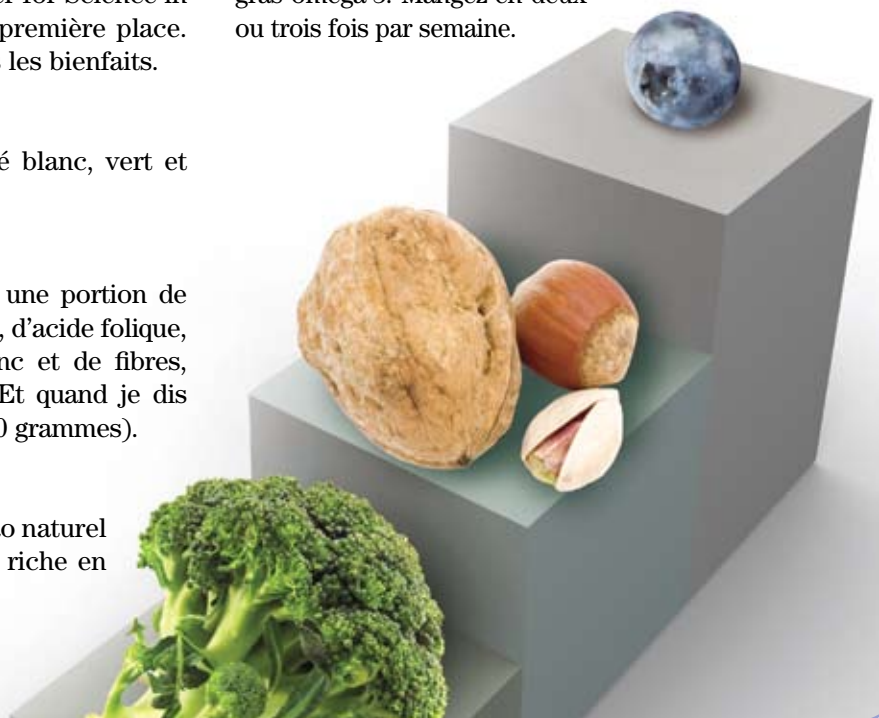 er for Science in
première place.
les bienfaits.
é blanc, vert et
une portion de
, d'acide folique,
nc et de fibres,
Et quand je dis
0 grammes).
o naturel
riche en
gras oméga-3. Mangez-en deux
ou trois fois par semaine.